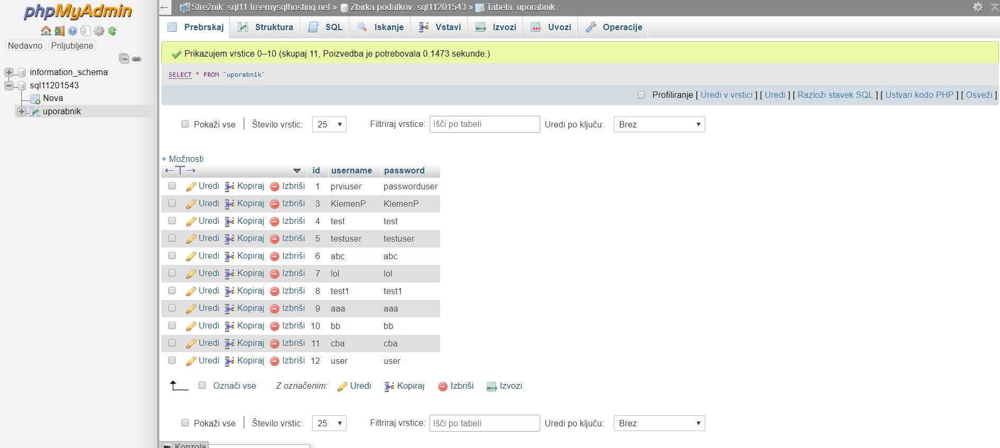 phpMyAdmin
Nedavno Priljubljene
information_schema
sql11201543
Nova
uporabnik
Strežnik: sql11.freemysqlhosting.net » Zbirka podatkov: sql11201543 » Tabela: uporabnik
Prebrskaj Struktura SQL Iskanje Vstavi Izvozi Uvozi Operacije
Prikazujem vrstice 0–10 (skupaj 11, Poizvedba je potrebovala 0.1473 sekunde.)
SELECT * FROM `uporabnik`
Profiliranje [ Uredi v vrstici ] [ Uredi ] [ Razloži stavek SQL ] [ Ustvari kodo PHP ] [ Osveži ]
Pokaži vse | Število vrstic: 25 Filtriraj vrstice: Išči po tabeli Uredi po ključu: Brez
+ Možnosti
←T→ id username password
Uredi Kopiraj Izbriši 1 prviuser passworduser
Uredi Kopiraj Izbriši 3 KlemenP KlemenP
Uredi Kopiraj Izbriši 4 test test
Uredi Kopiraj Izbriši 5 testuser testuser
Uredi Kopiraj Izbriši 6 abc abc
Uredi Kopiraj Izbriši 7 lol lol
Uredi Kopiraj Izbriši 8 test1 test1
Uredi Kopiraj Izbriši 9 aaa aaa
Uredi Kopiraj Izbriši 10 bb bb
Uredi Kopiraj Izbriši 11 cba cba
Uredi Kopiraj Izbriši 12 user user
Označi vse Z označenim: Uredi Kopiraj Izbriši Izvozi
Pokaži vse | Število vrstic: 25 Filtriraj vrstice: Išči po tabeli Uredi po ključu: Brez
Konzola